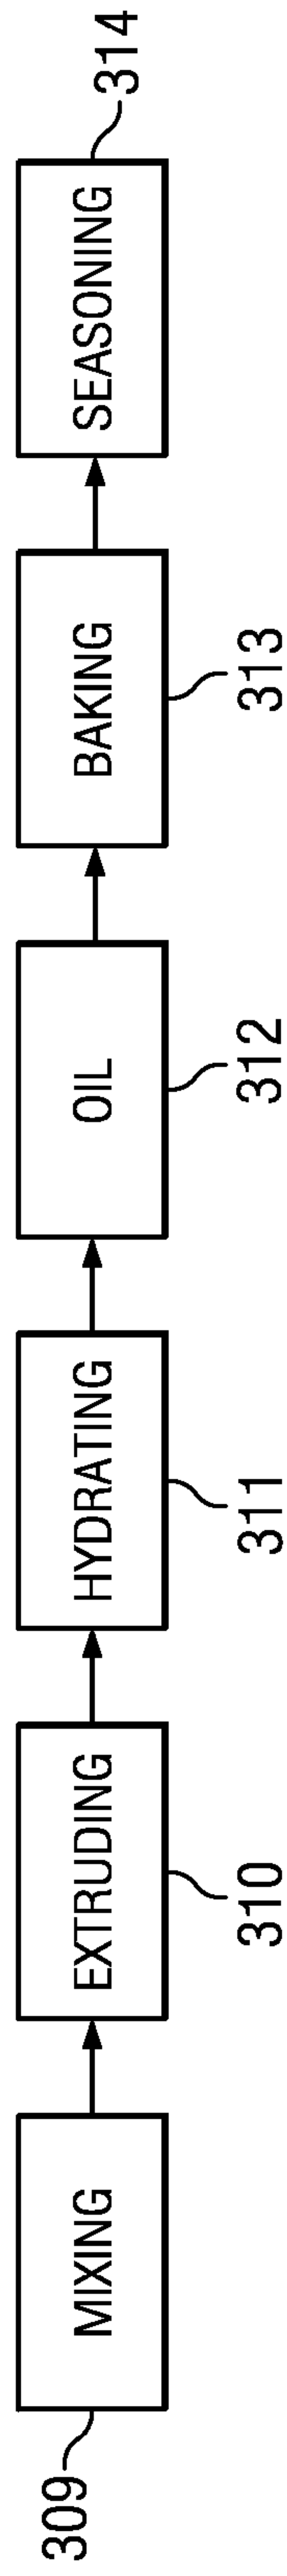 309
MIXING
EXTRUDING
310
HYDRATING
311
OIL
312
BAKING
313
SEASONING
314